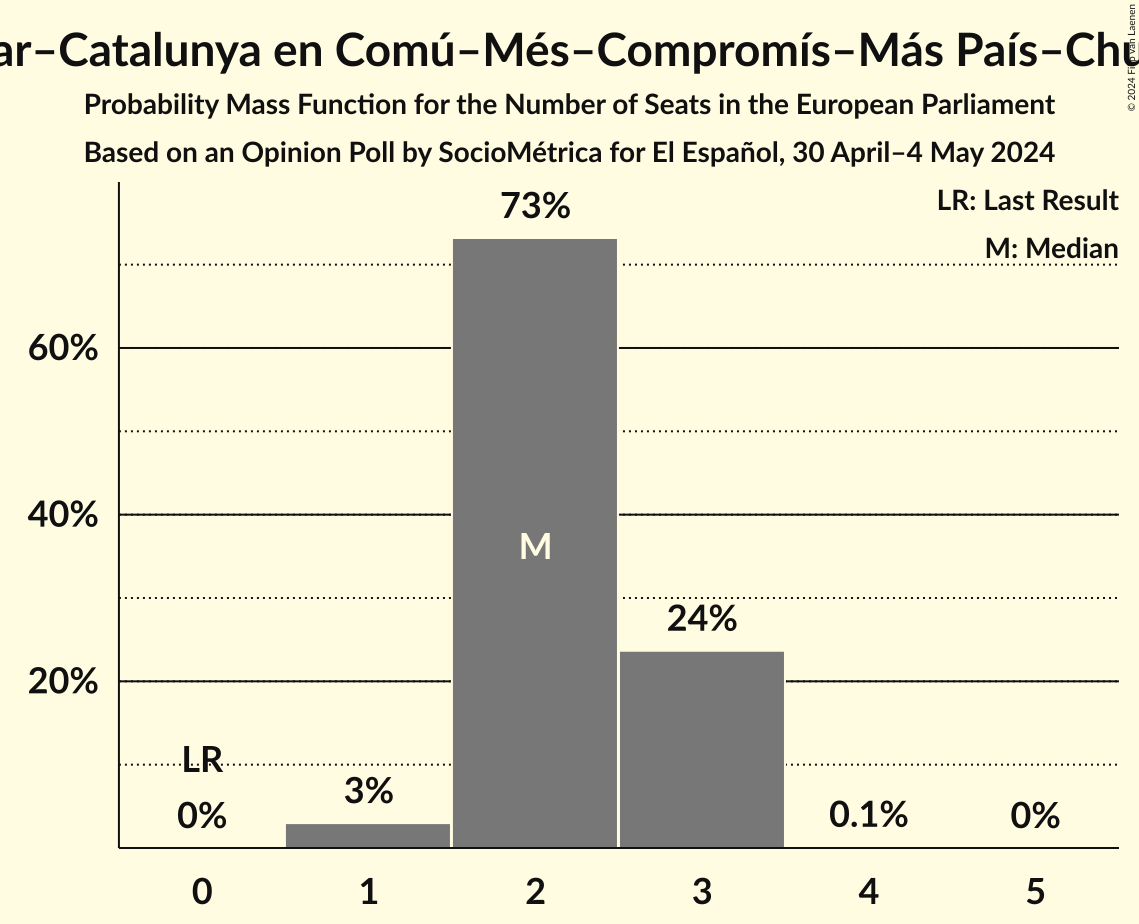 ar–Catalunya en Comú–Més–Compromís–Más País–Chu
Probability Mass Function for the Number of Seats in the European Parliament
Based on an Opinion Poll by SocioMétrica for El Español, 30 April–4 May 2024
© 2024 Filip van Laenen
LR: Last Result
M: Median
73%
60%
40%
M
24%
20%
LR
3%
0%
0.1%
0%
0 1 2 3 4 5